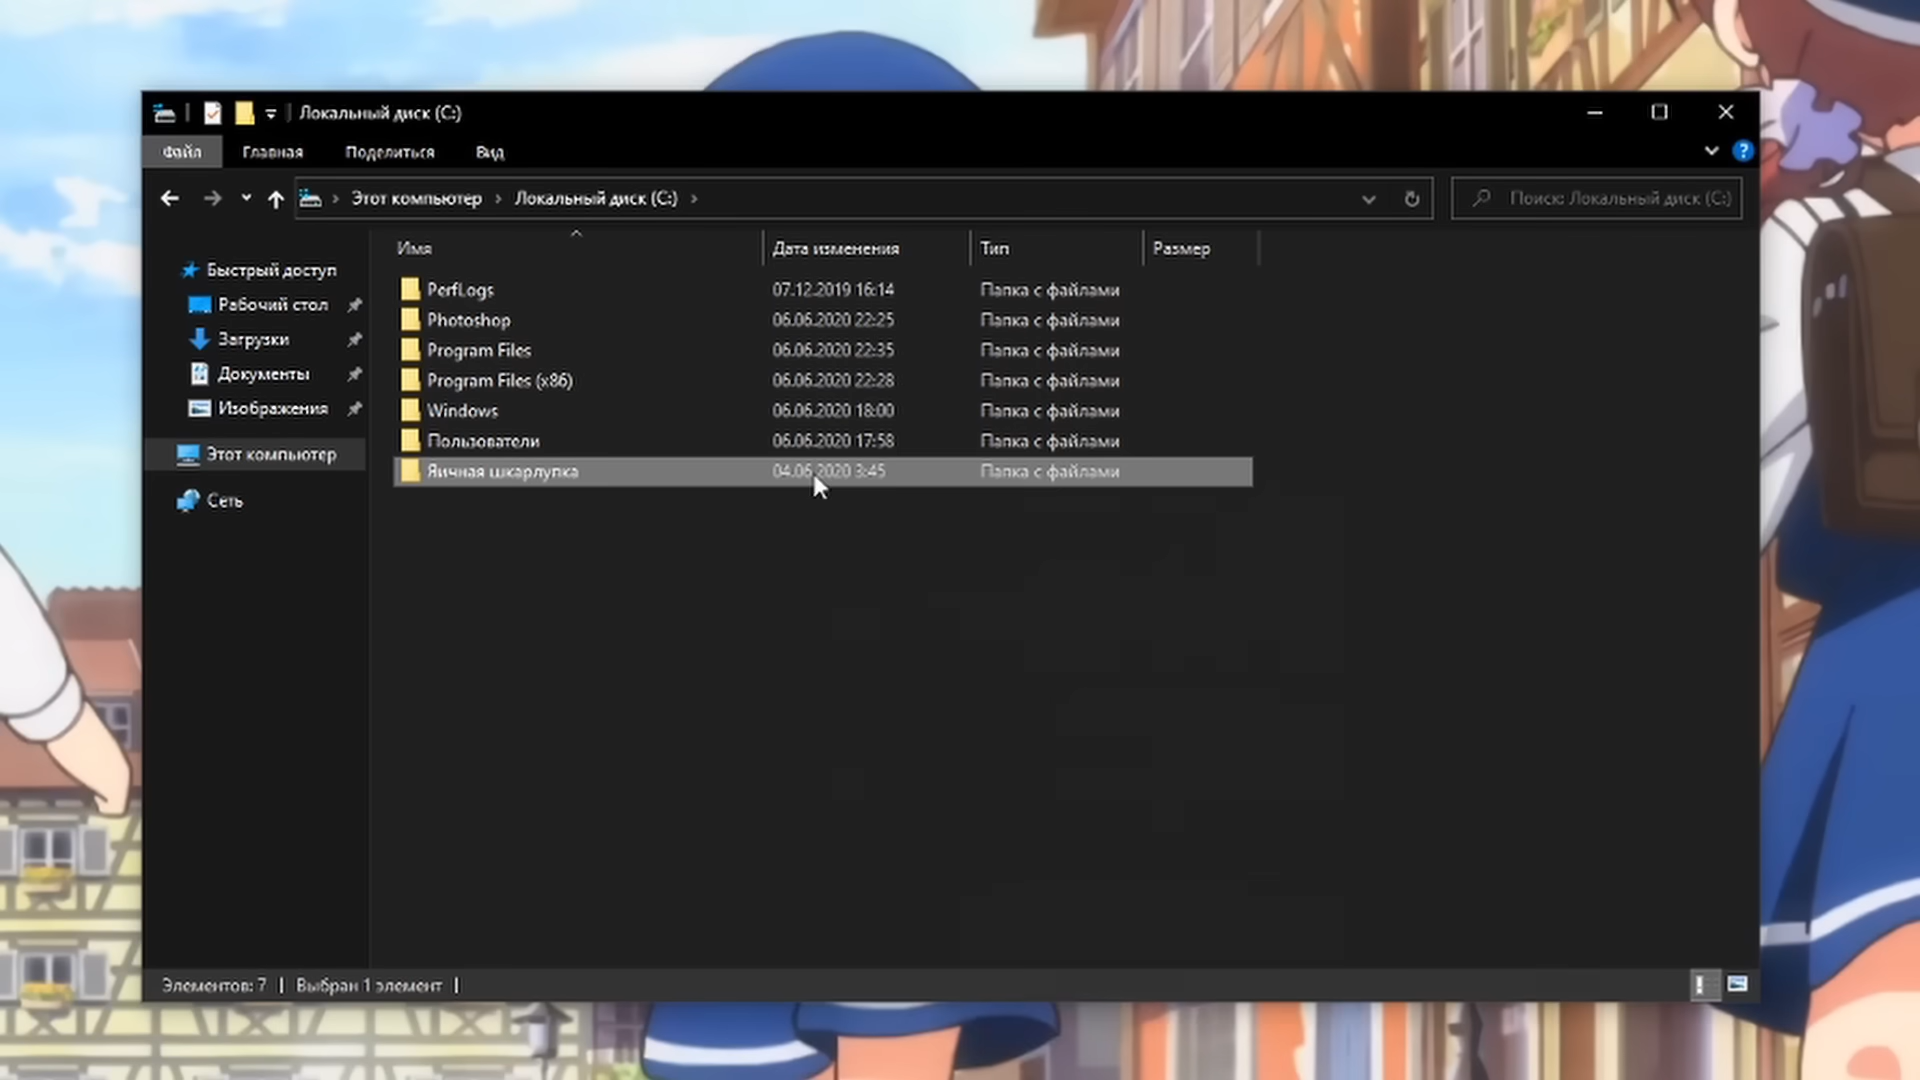 Локальный диск (C:)
Файл Главная Поделиться Вид
Этот компьютер Локальный диск (C:) Поиск: Локальный диск (C:)
Быстрый доступ
Рабочий стол
Загрузки
Документы
Изображения
Этот компьютер
Сеть
Имя Дата изменения Тип Размер
PerfLogs 07.12.2019 16:14 Папка с файлами
Photoshop 06.06.2020 22:25 Папка с файлами
Program Files 06.06.2020 22:35 Папка с файлами
Program Files (x86) 06.06.2020 22:28 Папка с файлами
Windows 06.06.2020 18:00 Папка с файлами
Пользователи 06.06.2020 17:58 Папка с файлами
Яичная шкарлупка 04.06.2020 3:45 Папка с файлами
Элементов: 7 Выбран 1 элемент